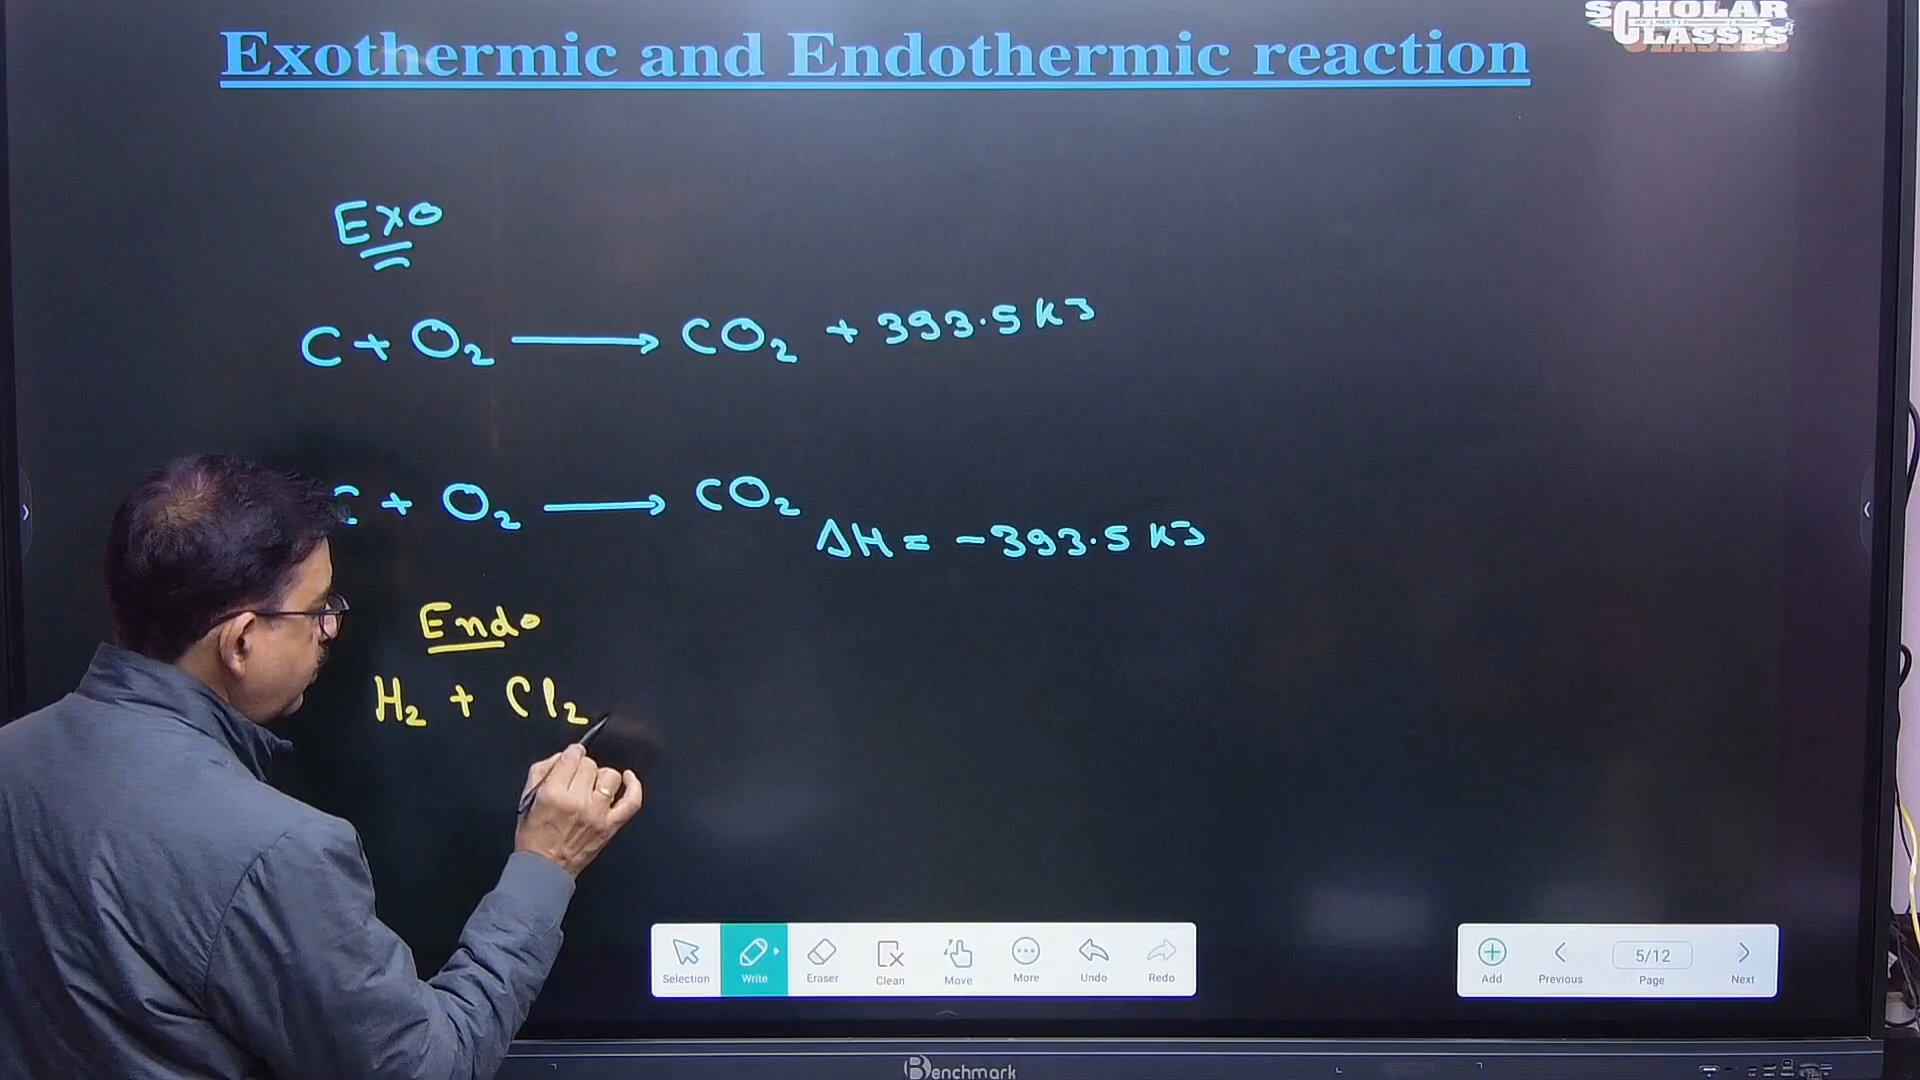 SCHOLAR
CLASSES
Exothermic and Endothermic reaction
Exo
C + O₂ ⟶ CO₂ + 393.5 kJ
C + O₂ ⟶ CO₂
ΔH = -393.5 kJ
Endo
H₂ + Cl₂
Selection Write Eraser Clean Move More Undo Redo
Add Previous 5/12 Page Next
Benchmark